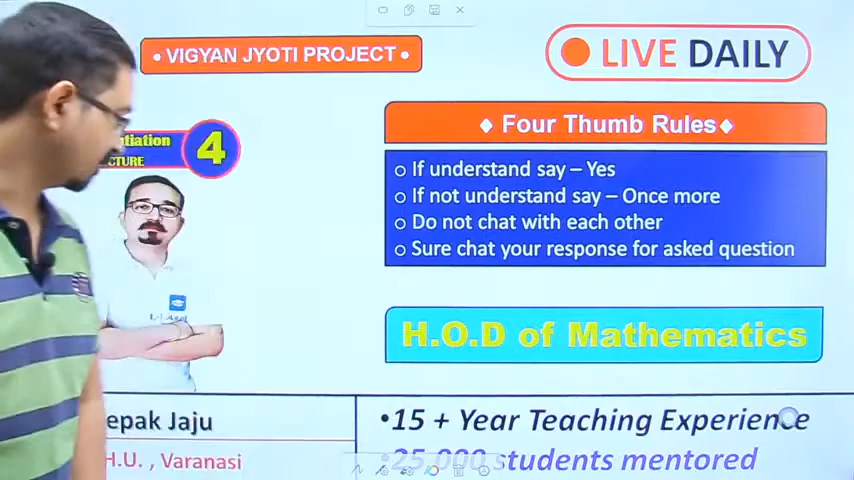 • VIGYAN JYOTI PROJECT •
LIVE DAILY
Four Thumb Rules
4
If understand say – Yes
If not understand say – Once more
Do not chat with each other
Sure chat your response for asked question
H.O.D of Mathematics
epak Jaju
•15 + Year Teaching Experience
H.U. , Varanasi
•25,000 students mentored